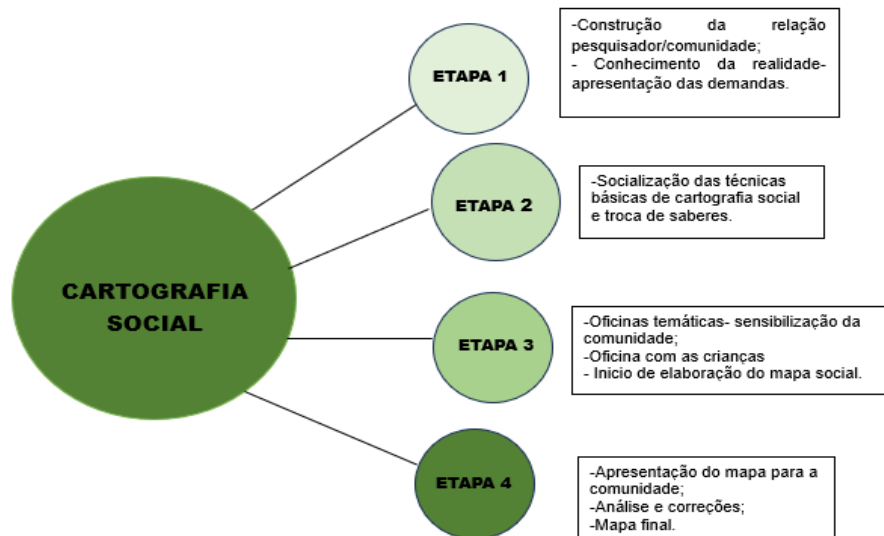 CARTOGRAFIA
SOCIAL
ETAPA 1
-Construção da relação
pesquisador/comunidade;
- Conhecimento da realidade-
apresentação das demandas.
ETAPA 2
-Socialização das técnicas
básicas de cartografia social
e troca de saberes.
ETAPA 3
-Oficinas temáticas- sensibilização da
comunidade;
-Oficina com as crianças
- Inicio de elaboração do mapa social.
ETAPA 4
-Apresentação do mapa para a
comunidade;
-Análise e correções;
-Mapa final.